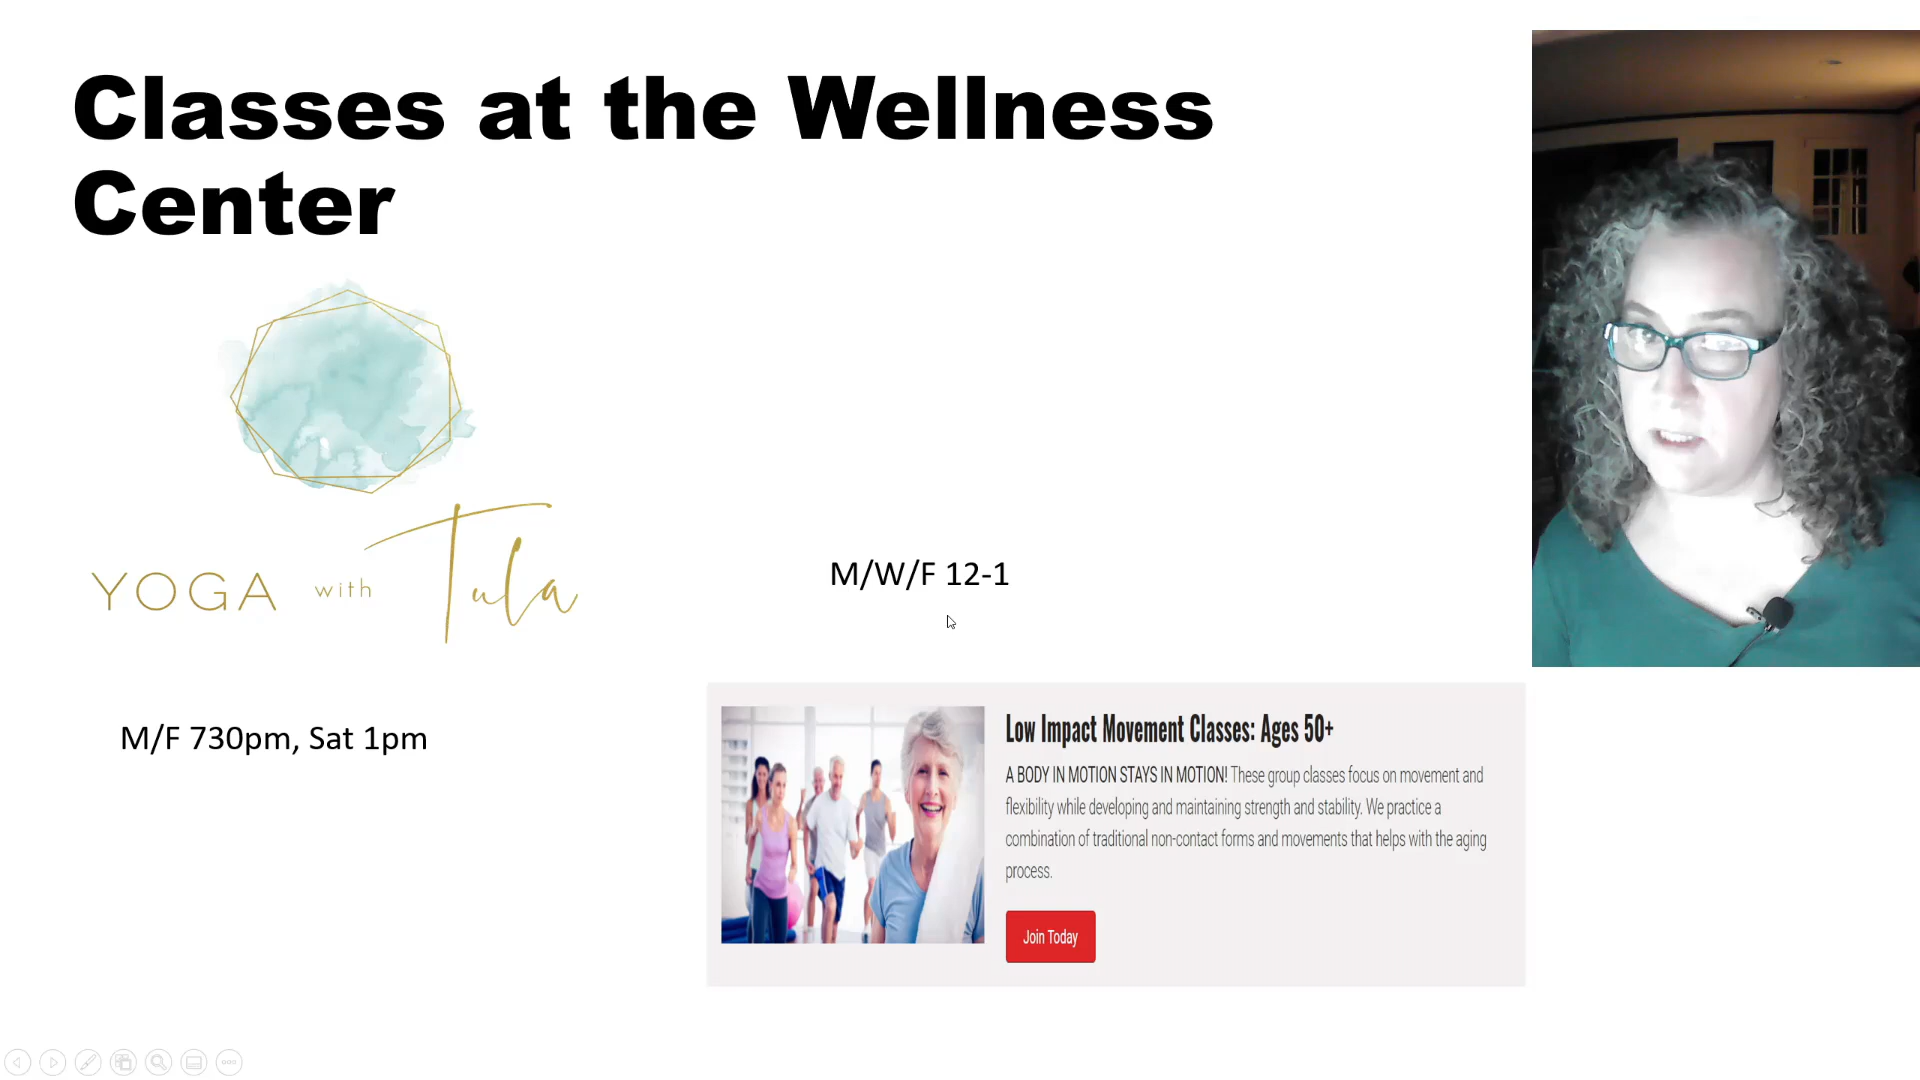 Classes at the Wellness
Center
YOGA with Tula
M/F 730pm, Sat 1pm
M/W/F 12-1
Low Impact Movement Classes: Ages 50+
A BODY IN MOTION STAYS IN MOTION! These group classes focus on movement and
flexibility while developing and maintaining strength and stability. We practice a
combination of traditional non-contact forms and movements that helps with the aging
process.
Join Today